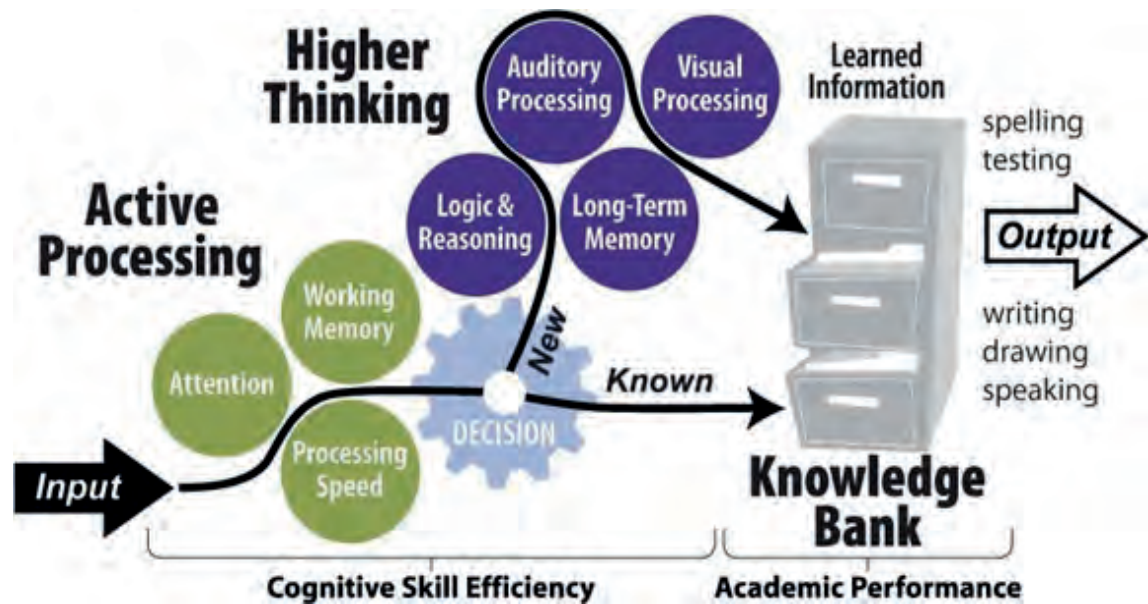 Higher
Thinking
Auditory
Processing
Visual
Processing
Learned
Information
spelling
testing
Active
Processing
Logic &
Reasoning
Long-Term
Memory
Output
Working
Memory
New
writing
drawing
speaking
Attention
Known
DECISION
Processing
Speed
Input
Knowledge
Bank
Cognitive Skill Efficiency
Academic Performance